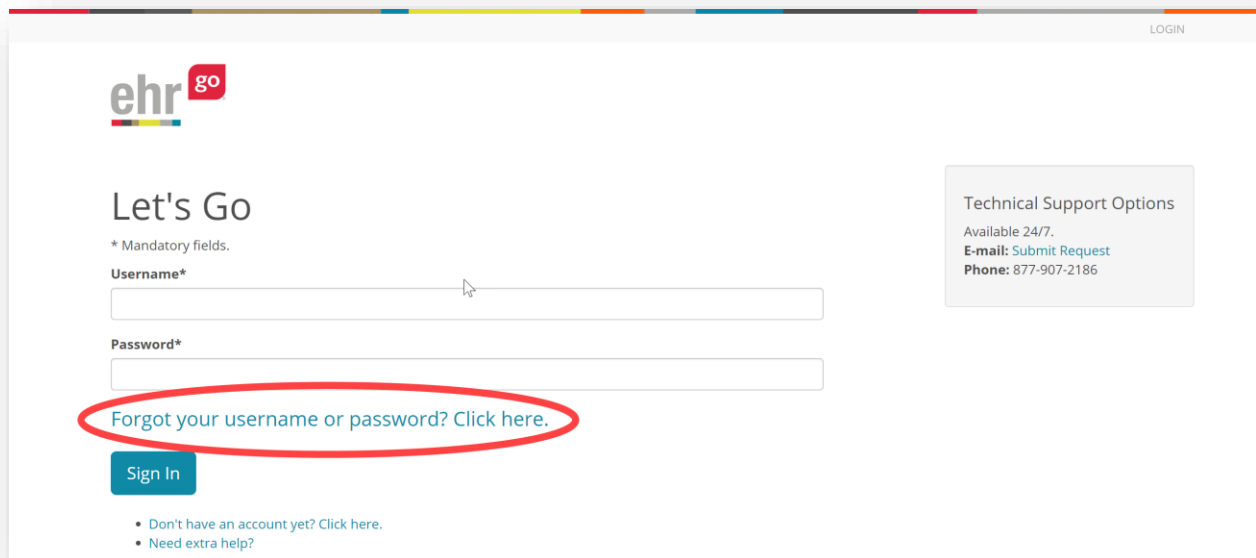 LOGIN
ehr go
Let's Go
* Mandatory fields.
Username*
Password*
Forgot your username or password? Click here.
Sign In
• Don't have an account yet? Click here.
• Need extra help?
Technical Support Options
Available 24/7.
E-mail: Submit Request
Phone: 877-907-2186